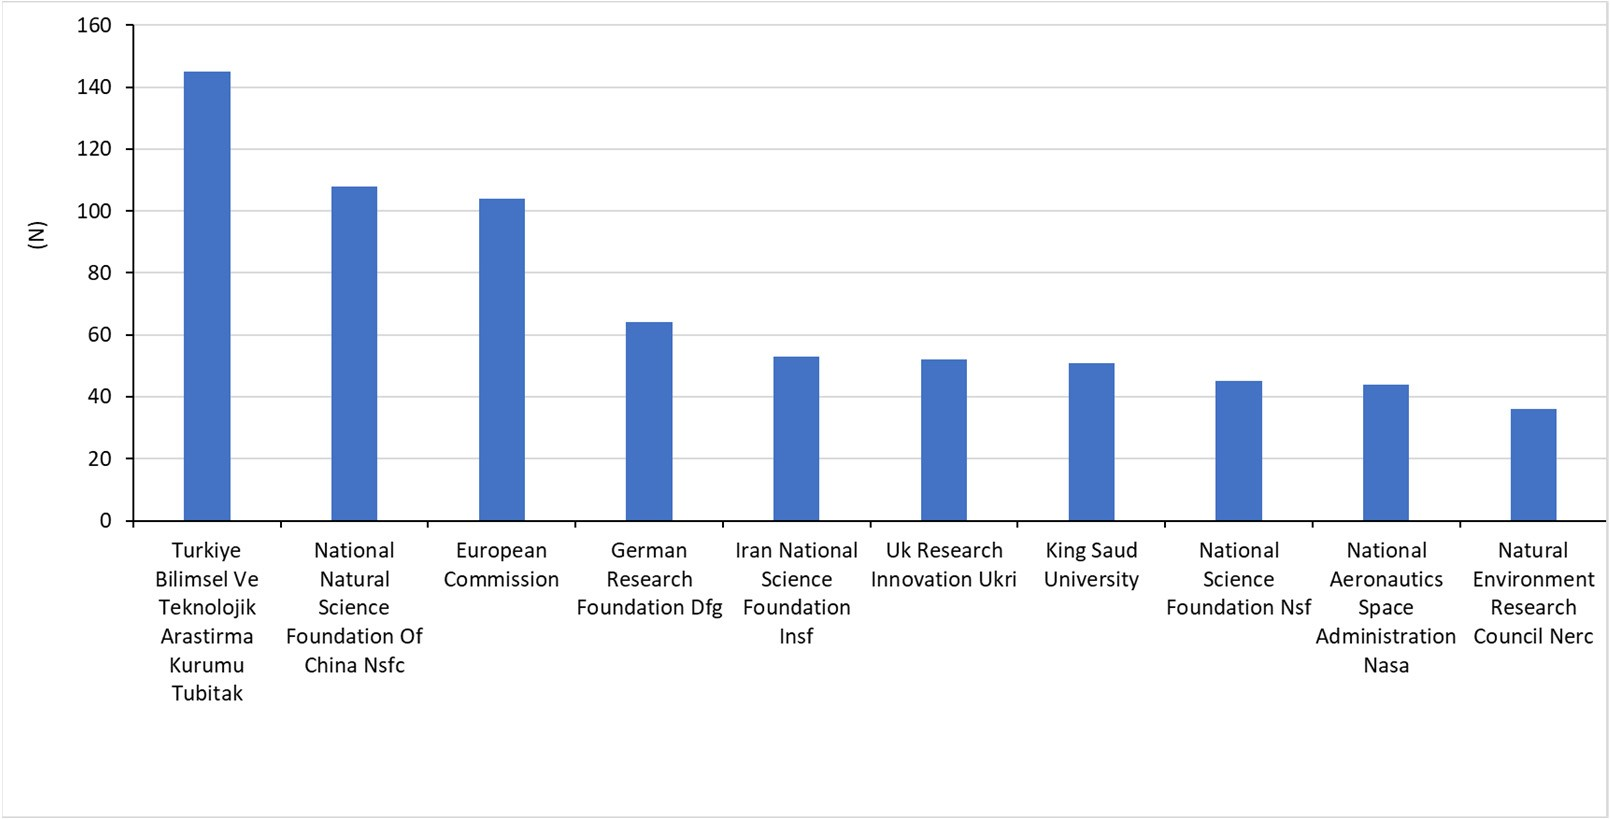 160
140
120
100
80
60
40
20
0
(N)
Turkiye
Bilimsel Ve
Teknolojik
Arastirma
Kurumu
Tubitak
National
Natural
Science
Foundation Of
China Nsfc
European
Commission
German
Research
Foundation Dfg
Iran National
Science
Foundation
Insf
Uk Research
Innovation Ukri
King Saud
University
National
Science
Foundation Nsf
National
Aeronautics
Space
Administration
Nasa
Natural
Environment
Research
Council Nerc